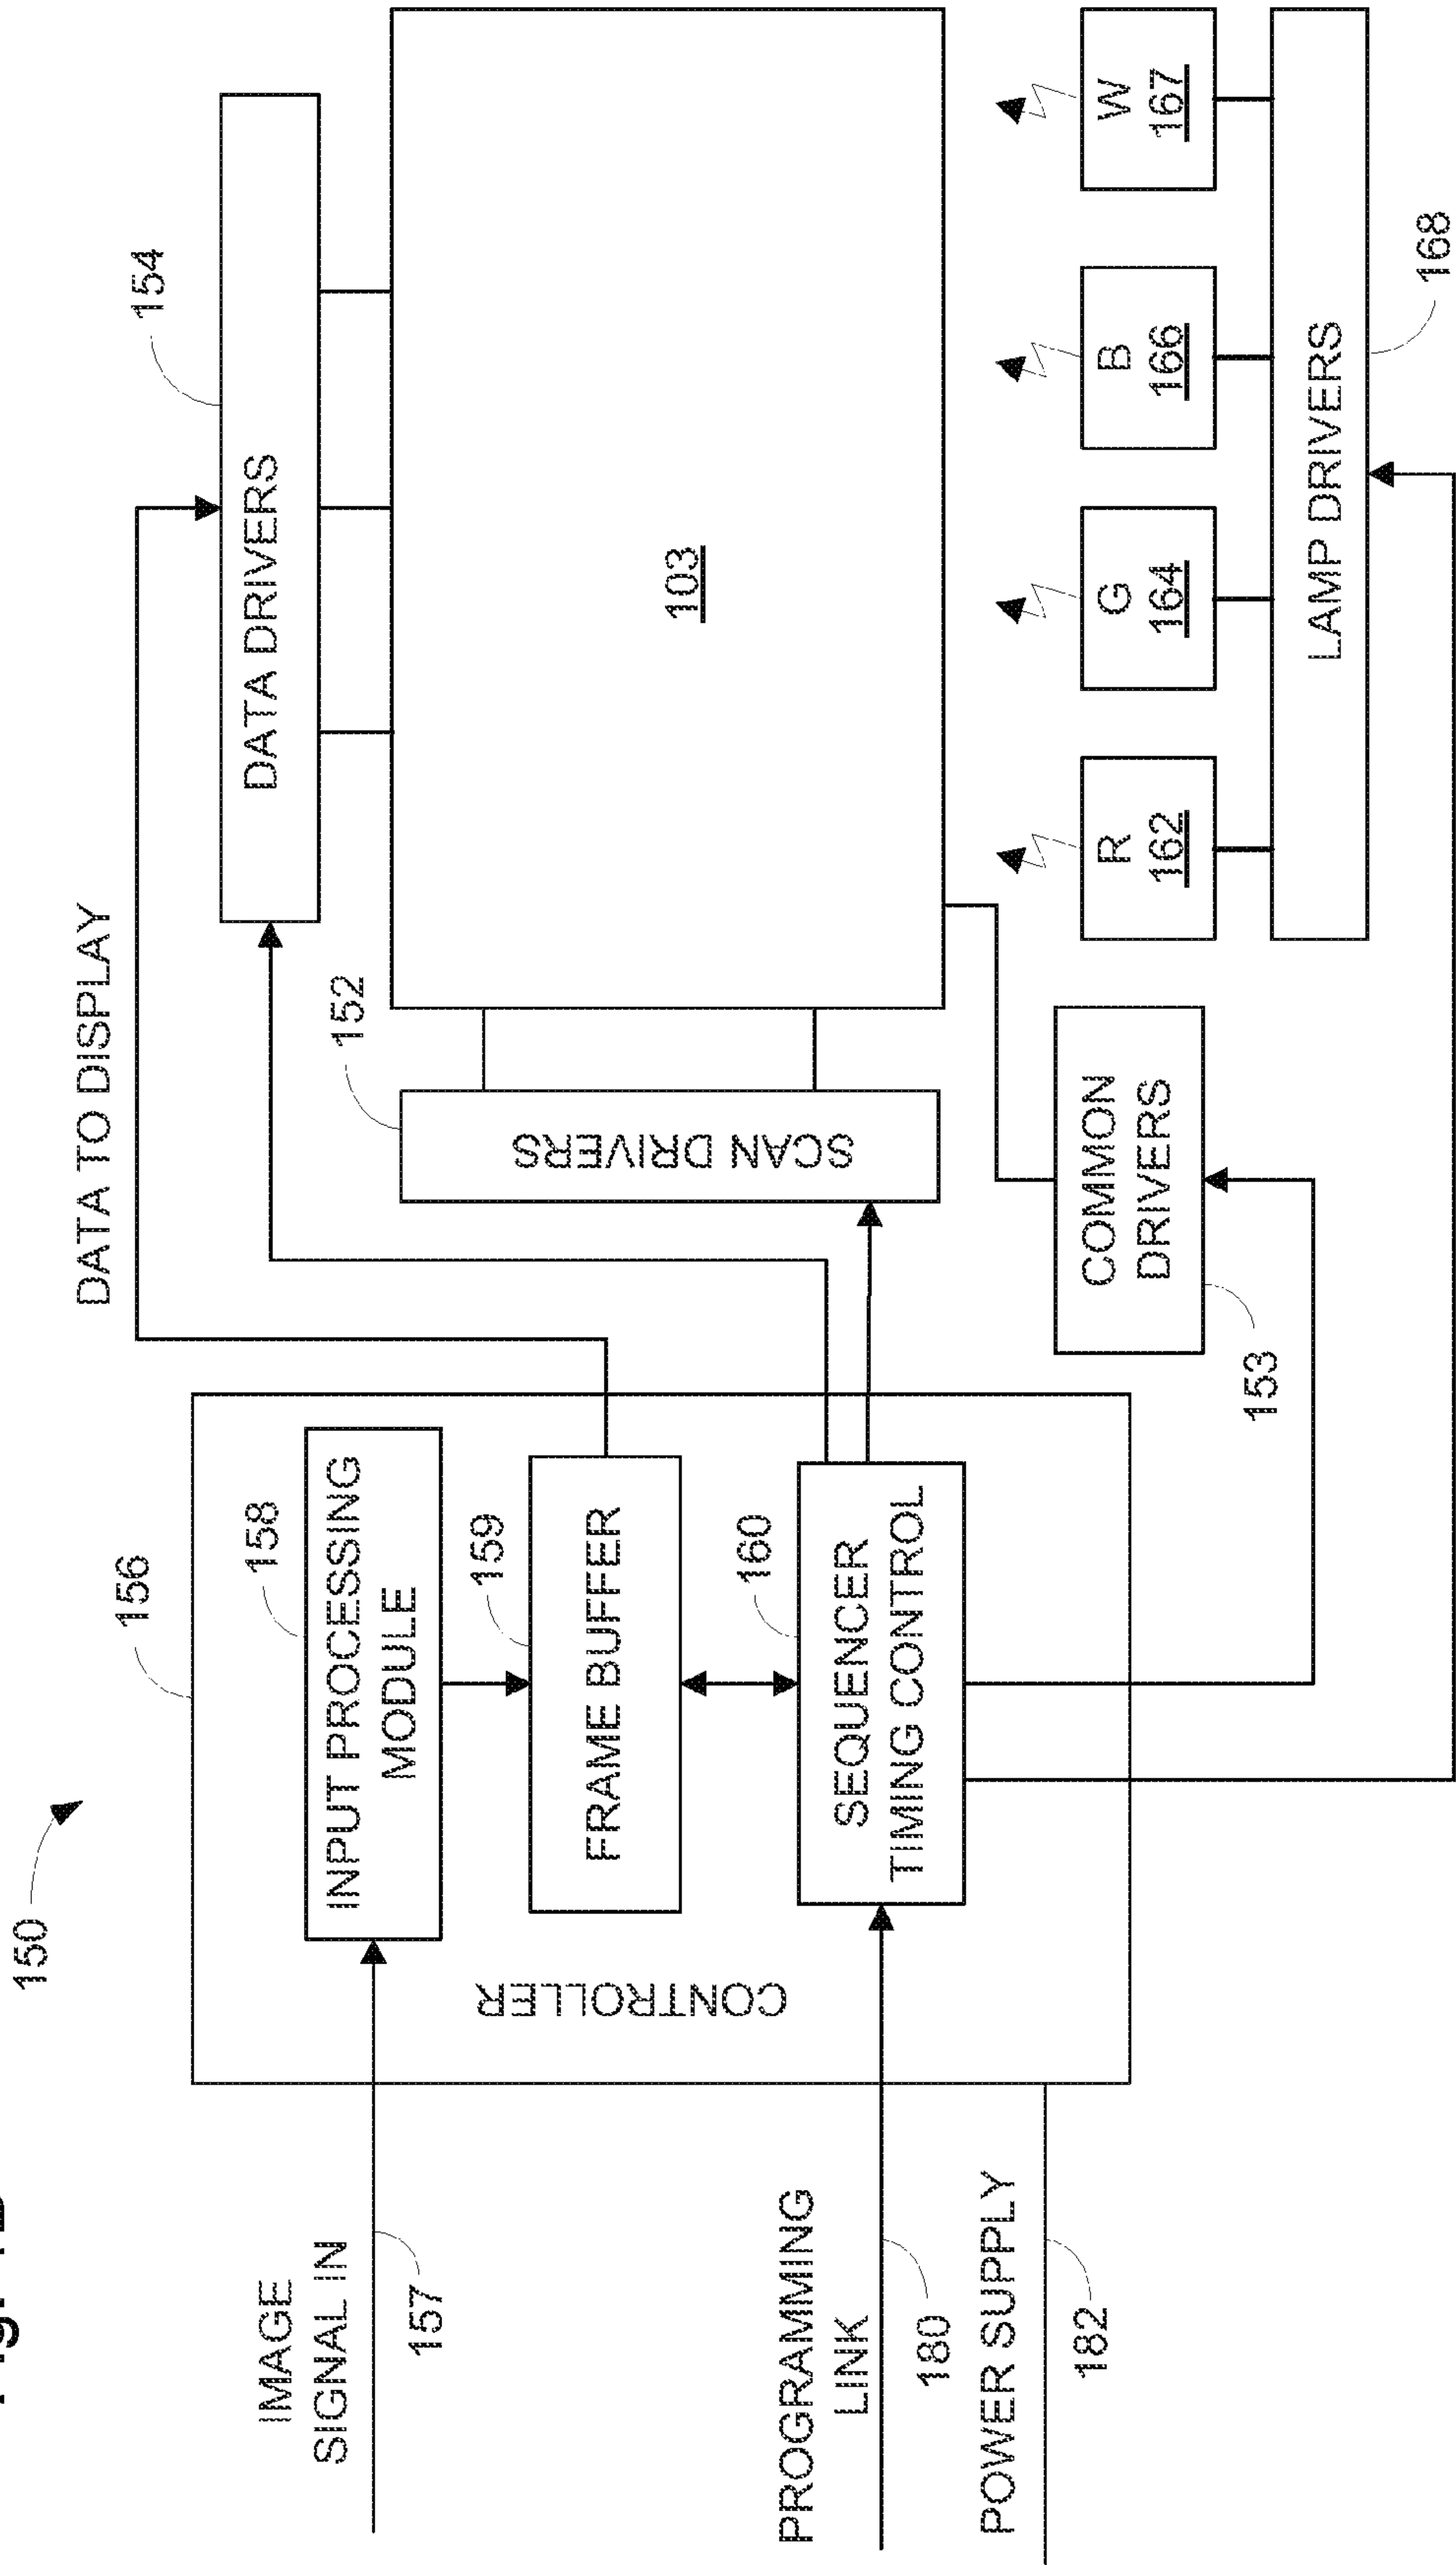 150
156
DATA TO DISPLAY
154
DATA DRIVERS
IMAGE
SIGNAL IN
157
158
INPUT PROCESSING
MODULE
152
159
FRAME BUFFER
CONTROLLER
SCAN DRIVERS
103
160
SEQUENCER
TIMING CONTROL
PROGRAMMING
LINK
180
POWER SUPPLY
182
COMMON
DRIVERS
153
R
162
G
164
B
166
W
167
LAMP DRIVERS
168